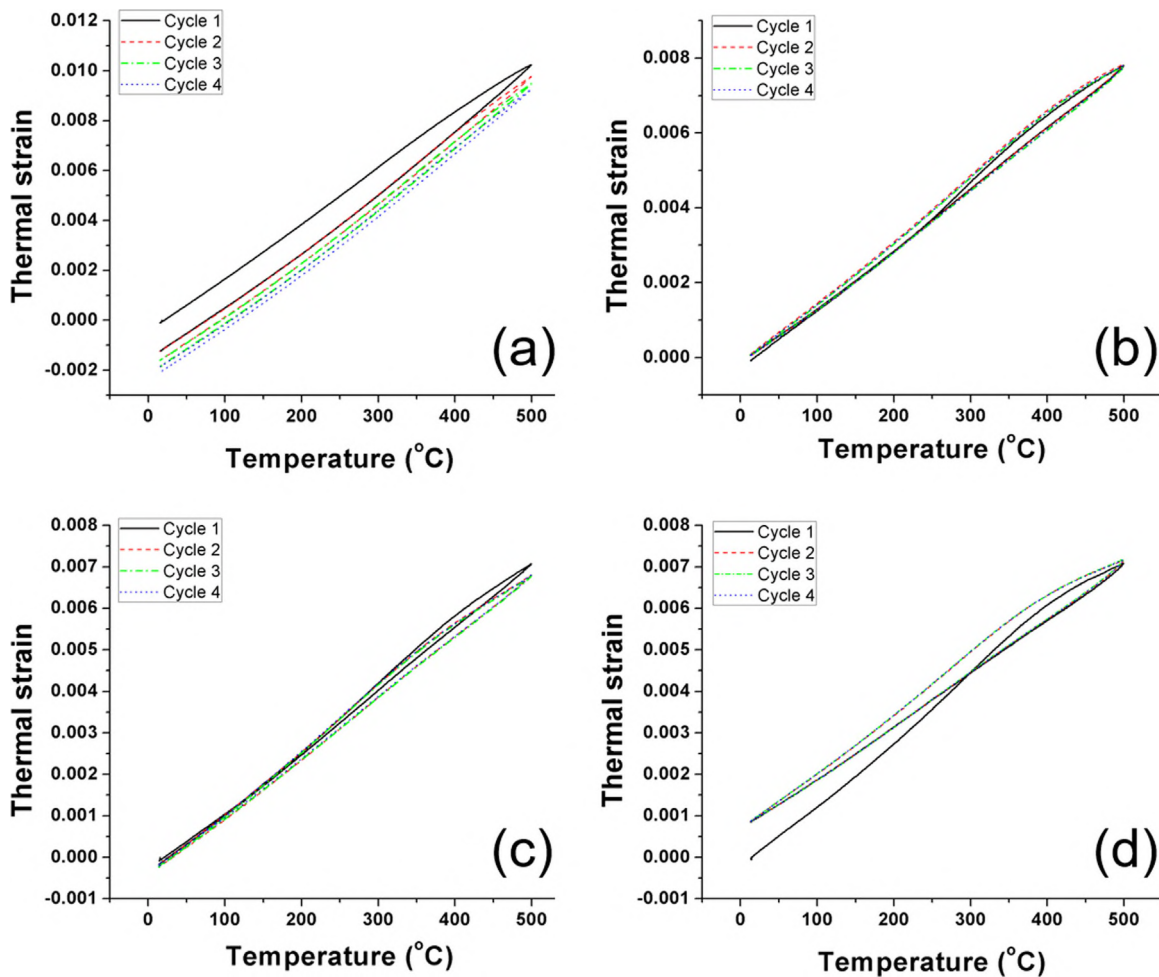 0.012
0.010
0.008
0.006
0.004
0.002
0.000
-0.002
Thermal strain
Cycle 1
Cycle 2
Cycle 3
Cycle 4
(a)
0 100 200 300 400 500
Temperature (°C)
0.008
0.006
0.004
0.002
0.000
Thermal strain
Cycle 1
Cycle 2
Cycle 3
Cycle 4
(b)
0 100 200 300 400 500
Temperature (°C)
0.008
0.007
0.006
0.005
0.004
0.003
0.002
0.001
0.000
-0.001
Thermal strain
Cycle 1
Cycle 2
Cycle 3
Cycle 4
(c)
0 100 200 300 400 500
Temperature (°C)
0.008
0.007
0.006
0.005
0.004
0.003
0.002
0.001
0.000
-0.001
Thermal strain
Cycle 1
Cycle 2
Cycle 3
Cycle 4
(d)
0 100 200 300 400 500
Temperature (°C)